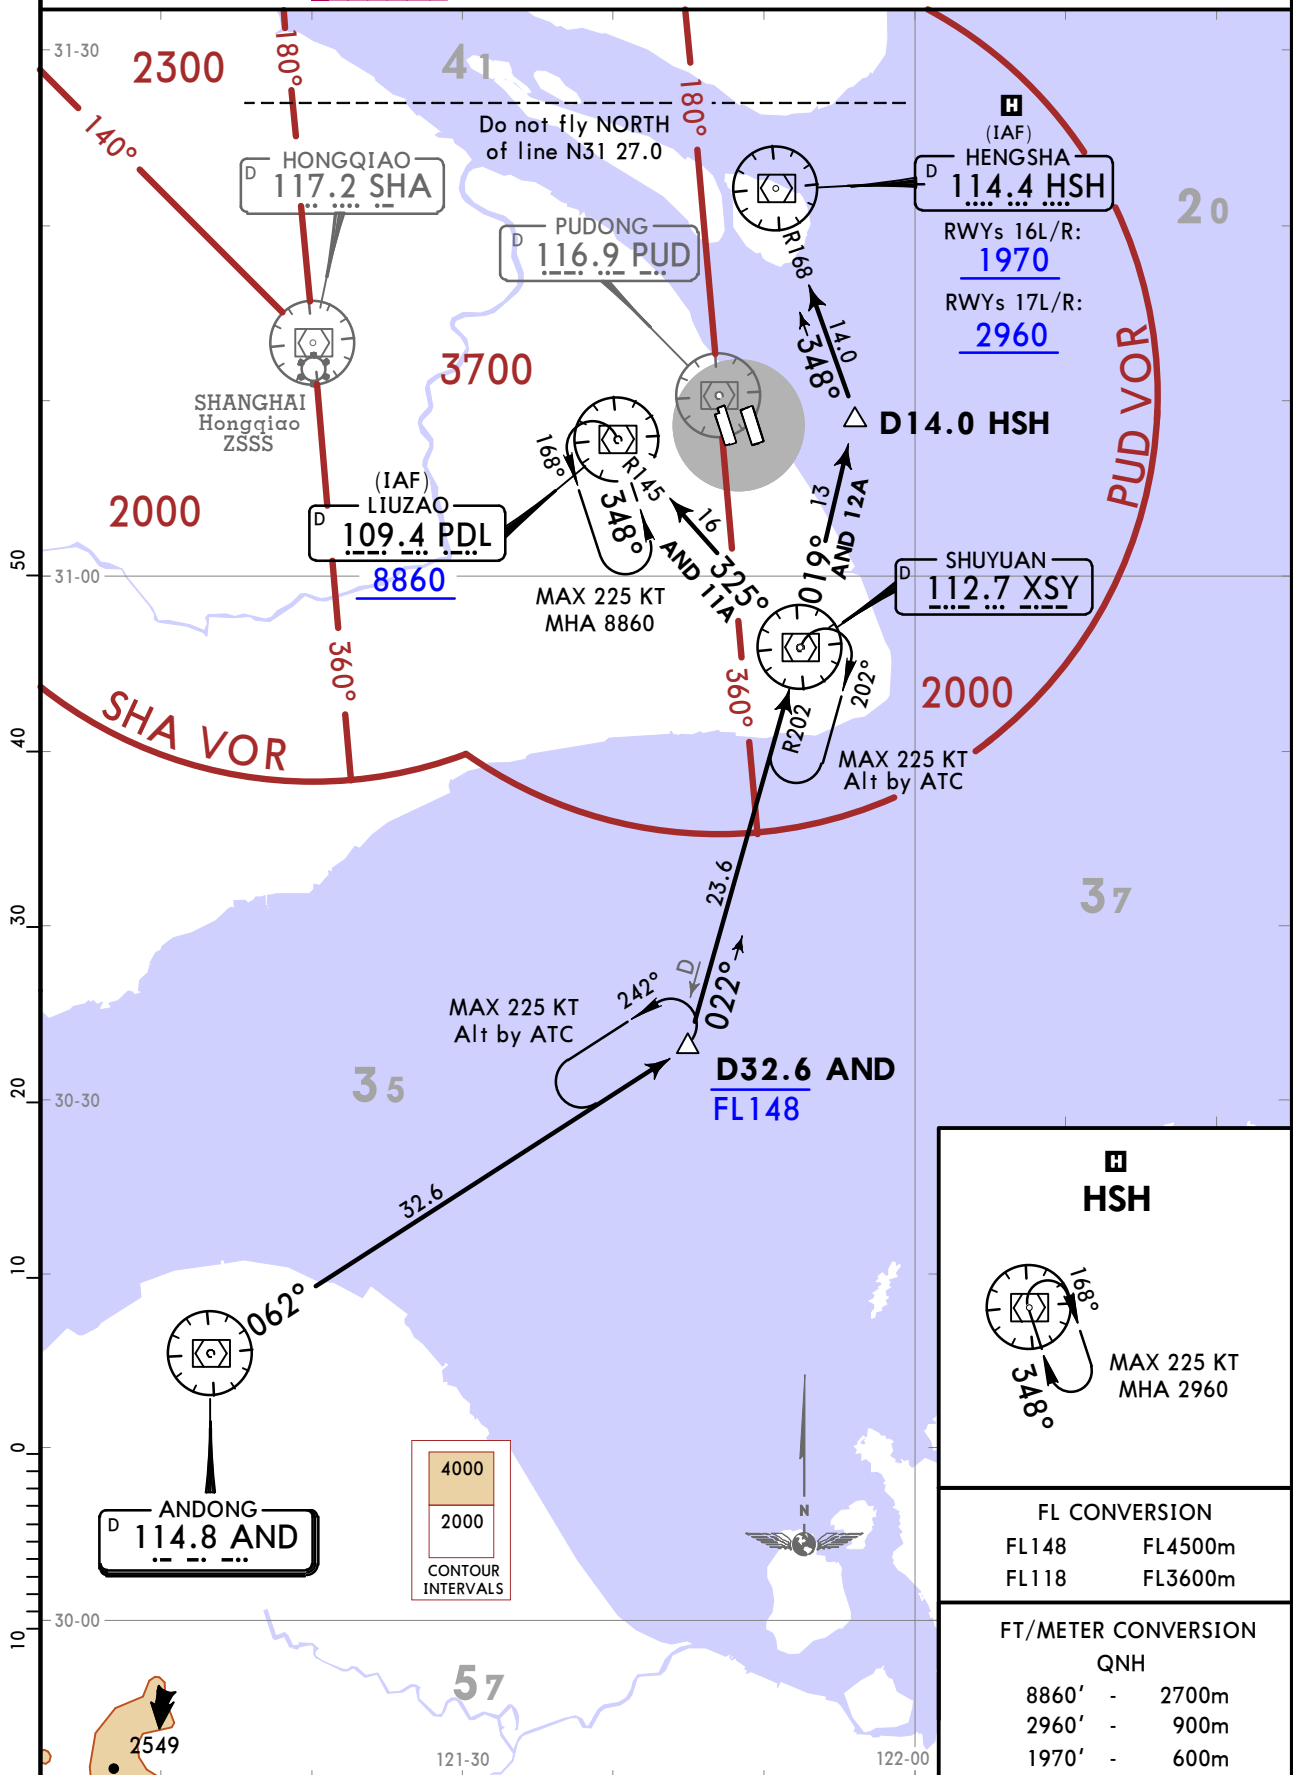 31-30
2300
180°
41
180°
140°
Do not fly NORTH
of line N31 27.0
H
(IAF)
HENGSHA
D 114.4 HSH
HONGQIAO
D 117.2 SHA
20
PUDONG
D 116.9 PUD
R168
RWYs 16L/R:
1970
RWYs 17L/R:
2960
14.0
348°
PUD VOR
3700
SHANGHAI
Hongqiao
ZSSS
D14.0 HSH
168°
R145
348°
(IAF)
LIUZAO
D 109.4 PDL
8860
2000
16
325°
AND 11A
13
019°
AND 12A
50
31-00
SHUYUAN
D 112.7 XSY
MAX 225 KT
MHA 8860
360°
360°
202°
R202
2000
SHA VOR
40
MAX 225 KT
Alt by ATC
23.6
37
30
D
022°
242°
MAX 225 KT
Alt by ATC
D32.6 AND
FL148
35
20
30-30
32.6
H
HSH
10
062°
168°
348°
MAX 225 KT
MHA 2960
0
4000
2000
CONTOUR
INTERVALS
ANDONG
D 114.8 AND
N
FL CONVERSION
FL148 FL4500m
FL118 FL3600m
10
30-00
FT/METER CONVERSION
QNH
8860' - 2700m
2960' - 900m
1970' - 600m
57
2549
121-30
122-00